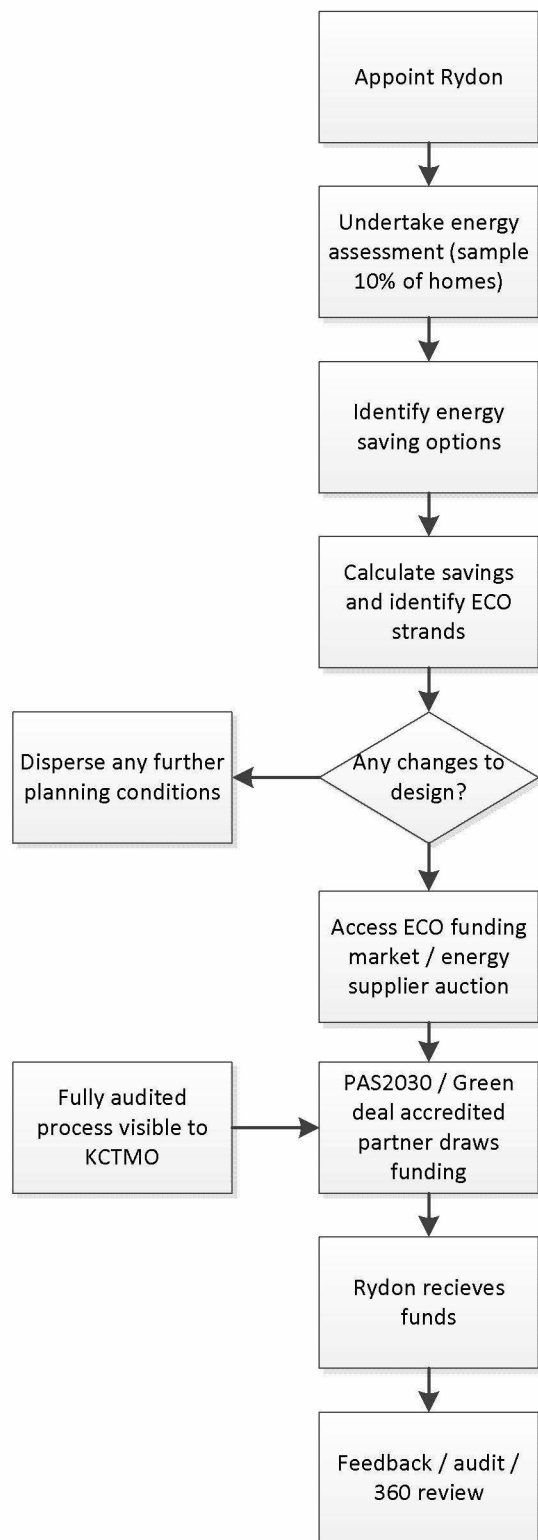 Appoint Rydon
Undertake energy
assessment (sample
10% of homes)
Identify energy
saving options
Calculate savings
and identify ECO
strands
Any changes to
design?
Disperse any further
planning conditions
Access ECO funding
market / energy
supplier auction
Fully audited
process visible to
KCTMO
PAS2030 / Green
deal accredited
partner draws
funding
Rydon recieves
funds
Feedback / audit /
360 review